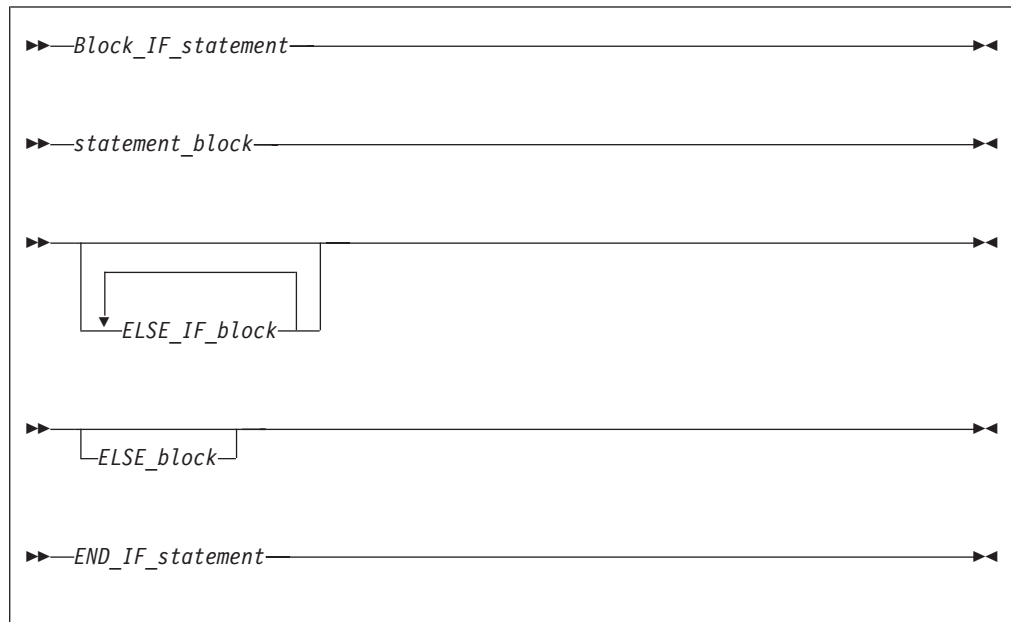 Block_IF_statement
statement_block
ELSE_IF_block
ELSE_block
END_IF_statement